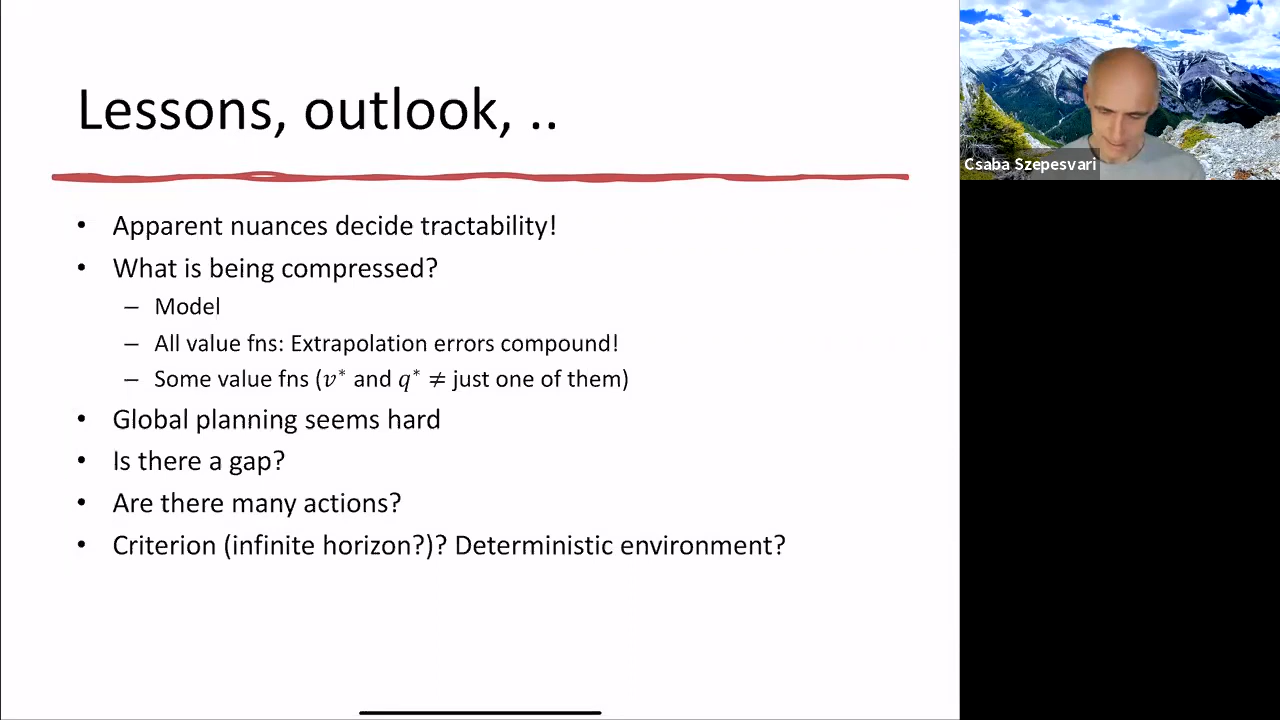 Lessons, outlook, ..
• Apparent nuances decide tractability!
• What is being compressed?
– Model
– All value fns: Extrapolation errors compound!
– Some value fns (v* and q* ≠ just one of them)
• Global planning seems hard
• Is there a gap?
• Are there many actions?
• Criterion (infinite horizon?)? Deterministic environment?
Csaba Szepesvari